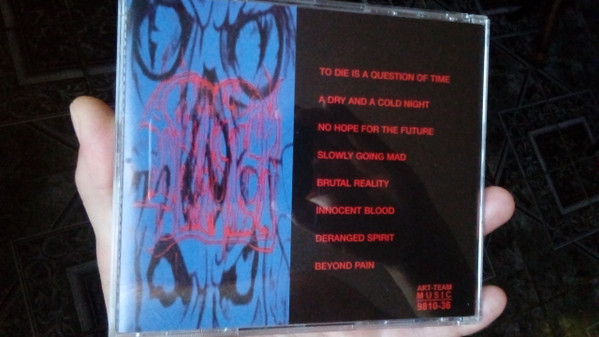 TO DIE IS A QUESTION OF TIME
A DRY AND A COLD NIGHT
NO HOPE FOR THE FUTURE
SLOWLY GOING MAD
BRUTAL REALITY
INNOCENT BLOOD
DERANGED SPIRIT
BEYOND PAIN
ART-TEAM
MUSIC
9810-36